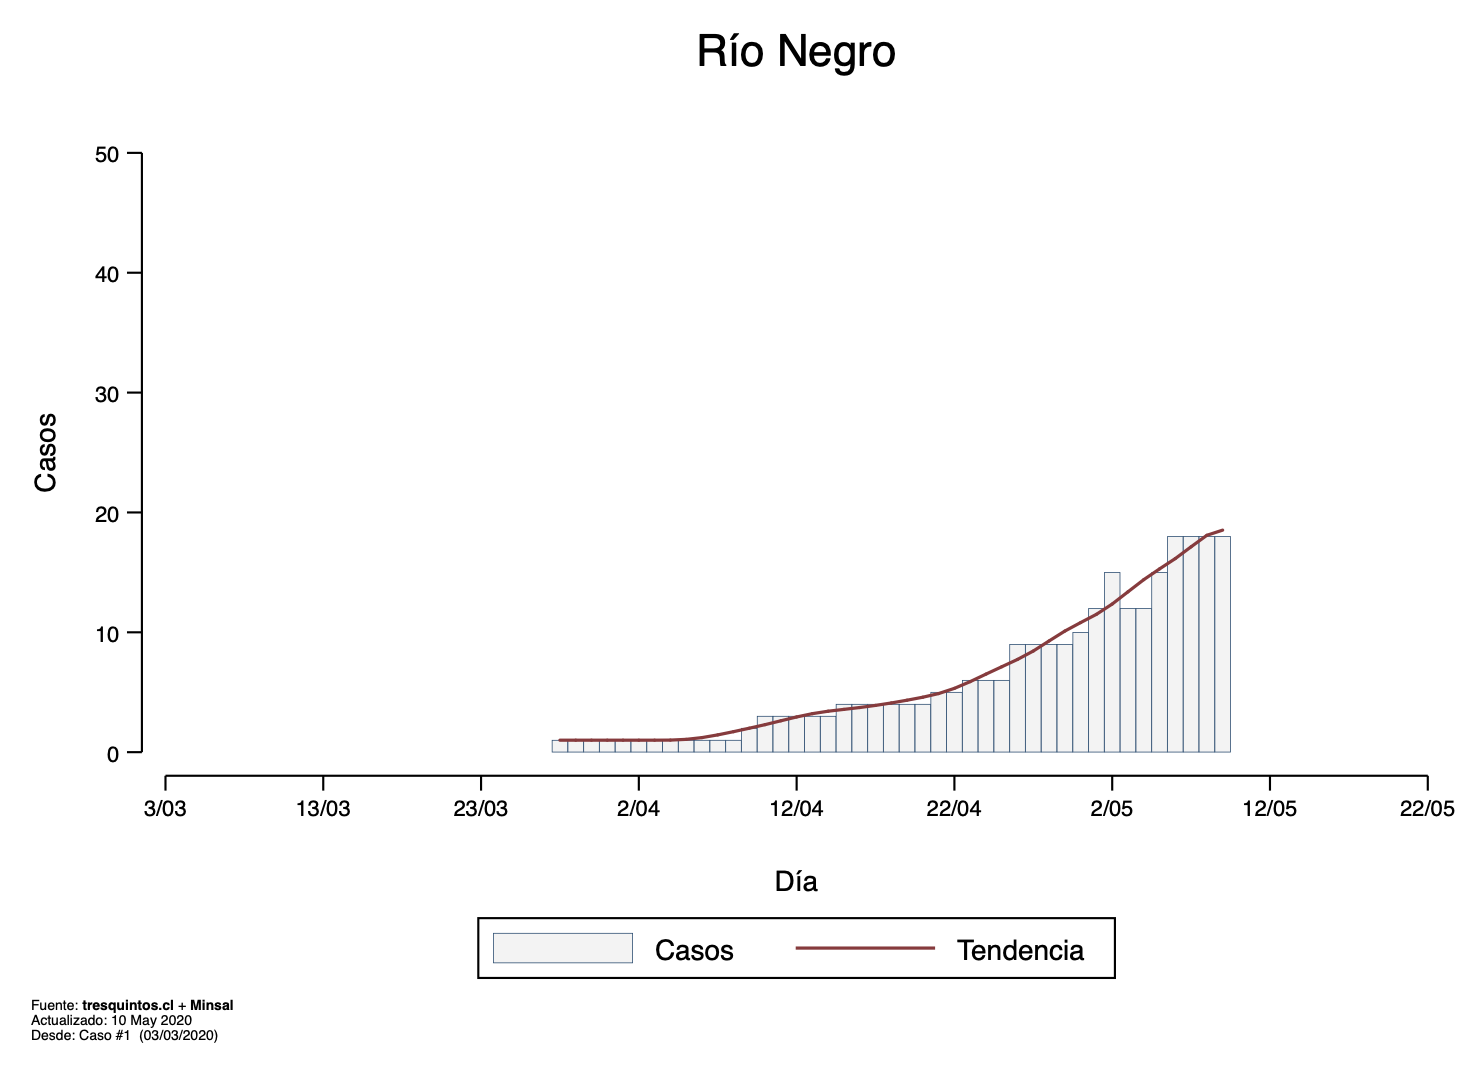 Río Negro
50
40
30
20
10
0
Casos
3/03 13/03 23/03 2/04 12/04 22/04 2/05 12/05 22/05
Día
Casos Tendencia
Fuente: tresquintos.cl + Minsal
Actualizado: 10 May 2020
Desde: Caso #1 (03/03/2020)